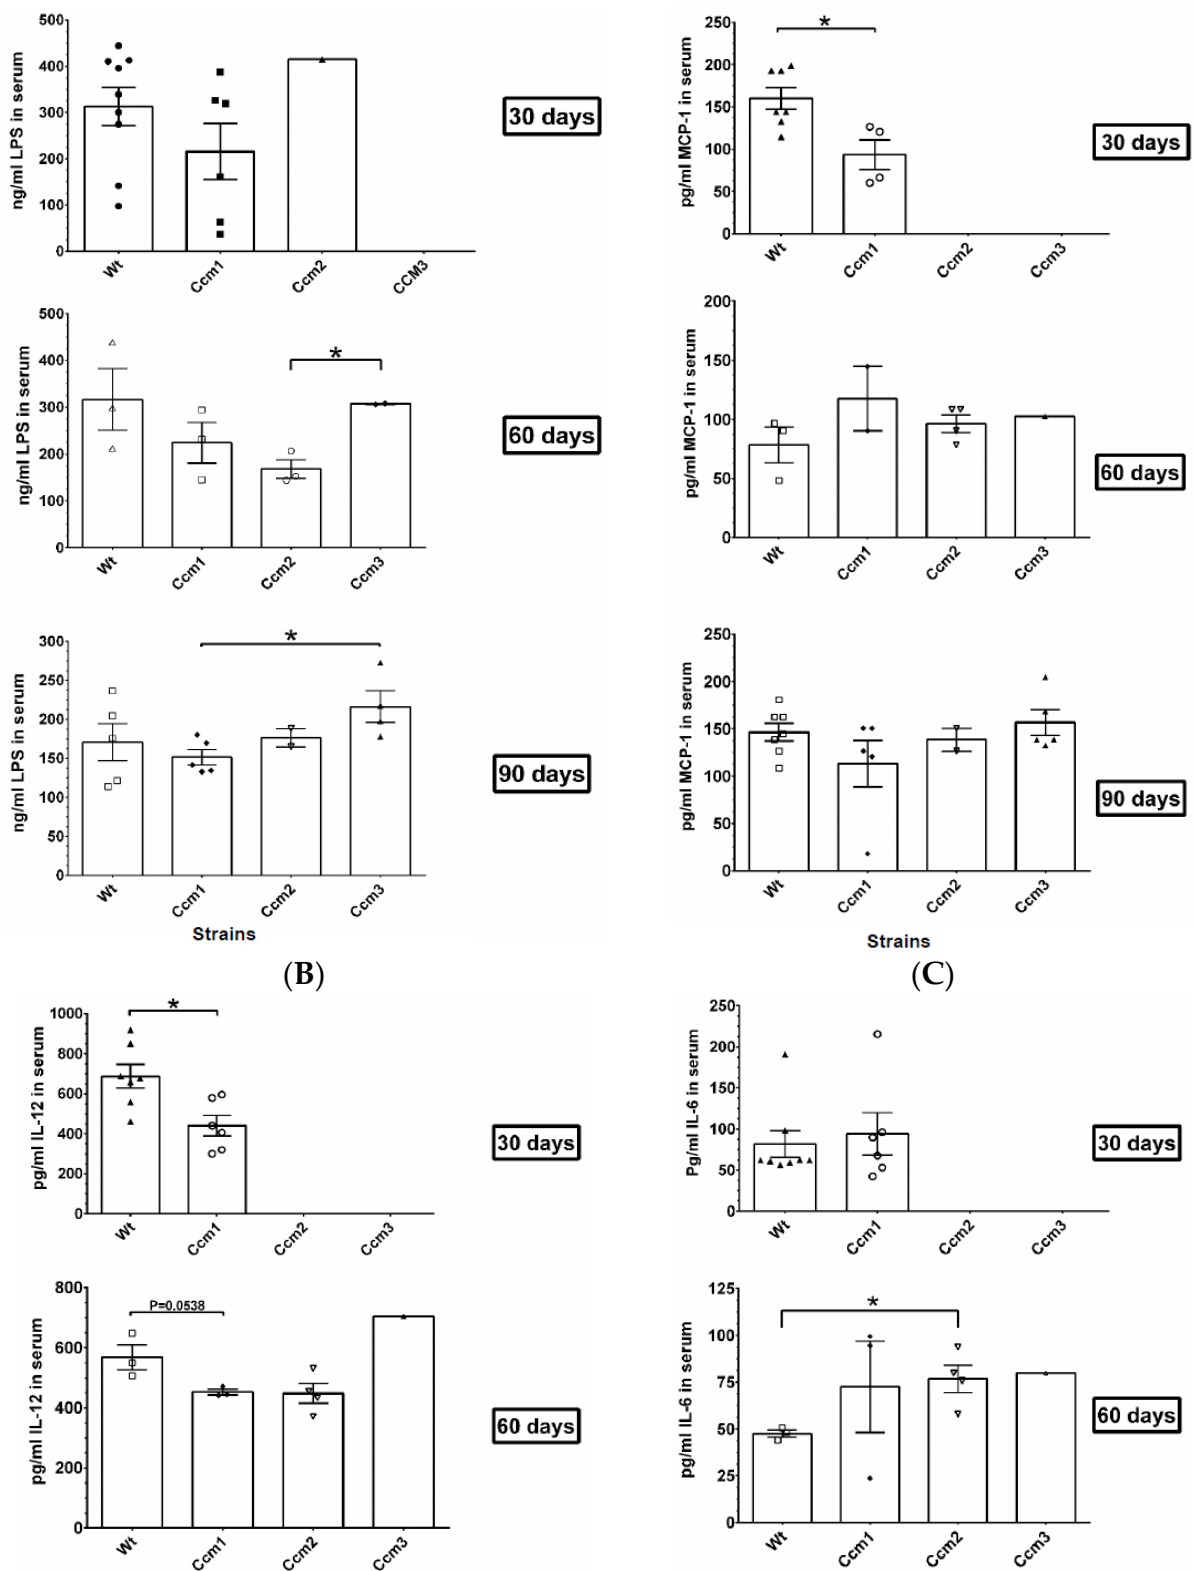 500
400
300
200
100
0
ng/ml LPS in serum
Wt
Ccm1
Ccm2
CCM3
30 days
500
400
300
200
100
0
ng/ml LPS in serum
*
Wt
Ccm1
Ccm2
Ccm3
60 days
300
250
200
150
100
50
0
ng/ml LPS in serum
*
Wt
Ccm1
Ccm2
Ccm3
90 days
Strains
(B)
250
200
150
100
50
0
pg/ml MCP-1 in serum
*
Wt
Ccm1
Ccm2
Ccm3
30 days
200
150
100
50
0
pg/ml MCP-1 in serum
Wt
Ccm1
Ccm2
Ccm3
60 days
250
200
150
100
50
0
pg/ml MCP-1 in serum
Wt
Ccm1
Ccm2
Ccm3
90 days
Strains
(C)
1000
800
600
400
200
0
pg/ml IL-12 in serum
*
Wt
Ccm1
Ccm2
Ccm3
30 days
800
600
400
200
0
pg/ml IL-12 in serum
P=0.0538
Wt
Ccm1
Ccm2
Ccm3
60 days
250
200
150
100
50
0
Pg/ml IL-6 in serum
Wt
Ccm1
Ccm2
Ccm3
30 days
125
100
75
50
25
0
pg/ml IL-6 in serum
*
Wt
Ccm1
Ccm2
Ccm3
60 days